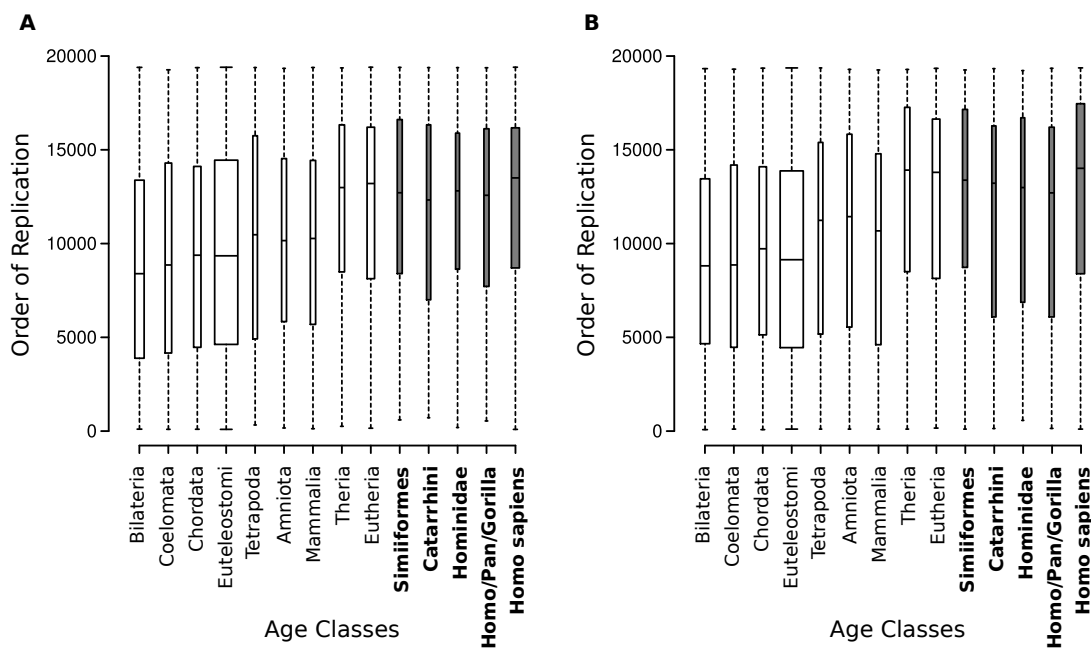 A
Order of Replication
20000
15000
10000
5000
0
Bilateria
Coelomata
Chordata
Euteleostomi
Tetrapoda
Amniota
Mammalia
Theria
Eutheria
Simiiformes
Catarrhini
Hominidae
Homo/Pan/Gorilla
Homo sapiens
Age Classes
B
Order of Replication
20000
15000
10000
5000
0
Bilateria
Coelomata
Chordata
Euteleostomi
Tetrapoda
Amniota
Mammalia
Theria
Eutheria
Simiiformes
Catarrhini
Hominidae
Homo/Pan/Gorilla
Homo sapiens
Age Classes